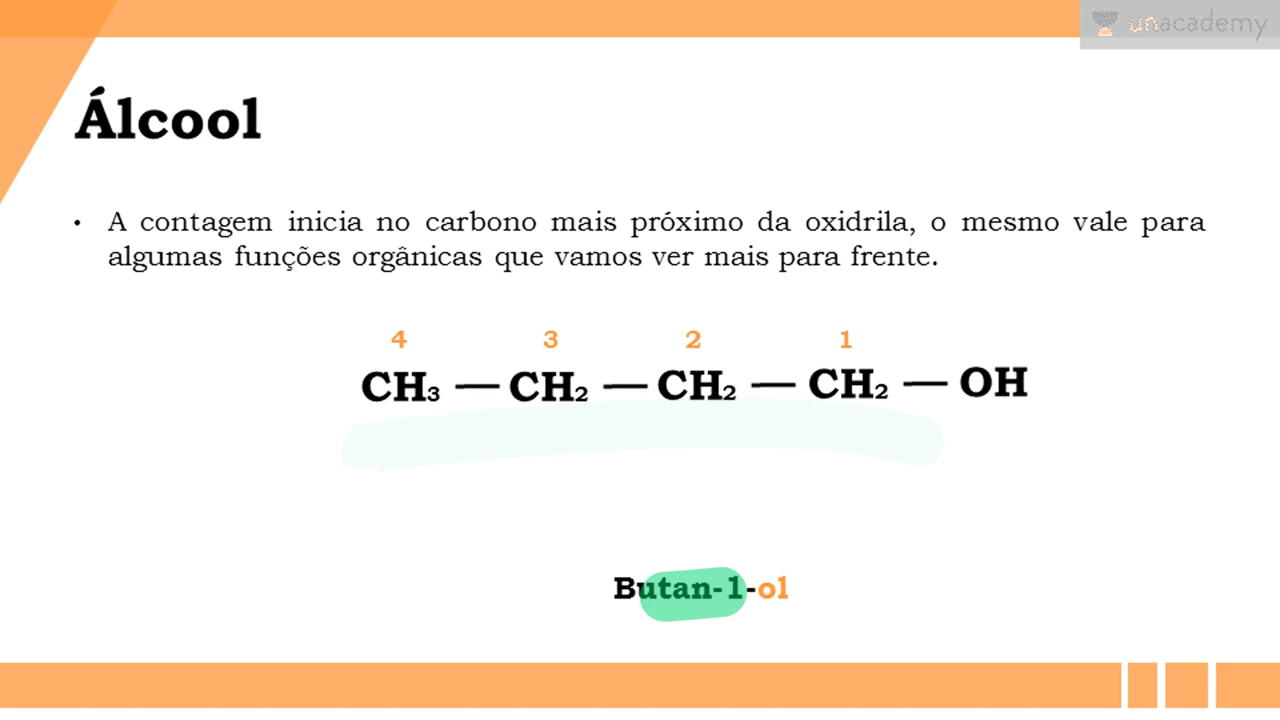 unacademy
Álcool
• A contagem inicia no carbono mais próximo da oxidrila, o mesmo vale para
algumas funções orgânicas que vamos ver mais para frente.
4 3 2 1
CH₃ — CH₂ — CH₂ — CH₂ — OH
Butan-1-ol